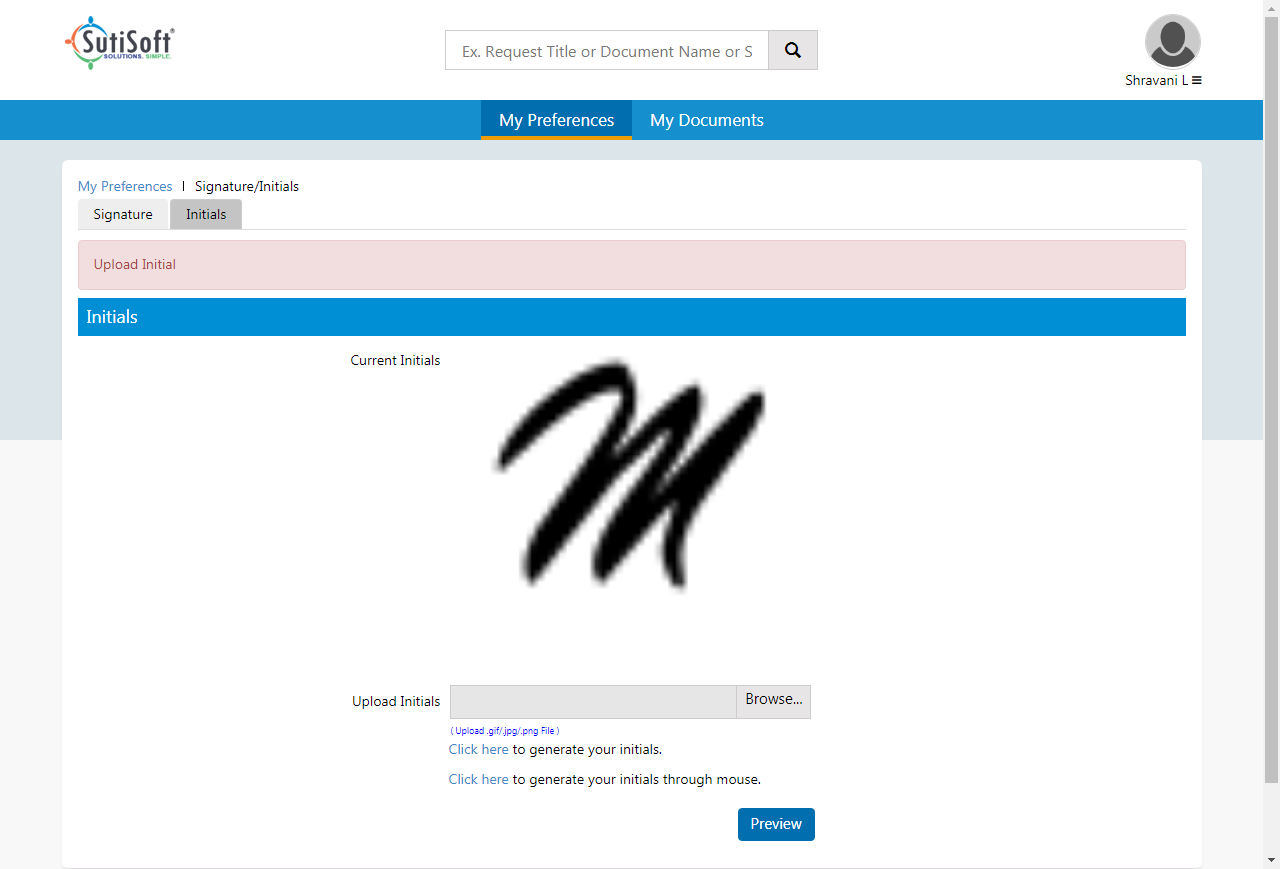 SutiSoft®
SOLUTIONS. SIMPLE.
Ex. Request Title or Document Name or S
Shravani L
My Preferences My Documents
My Preferences | Signature/Initials
Signature Initials
Upload Initial
Initials
Current Initials
M
Upload Initials Browse...
( Upload .gif/.jpg/.png File )
Click here to generate your initials.
Click here to generate your initials through mouse.
Preview